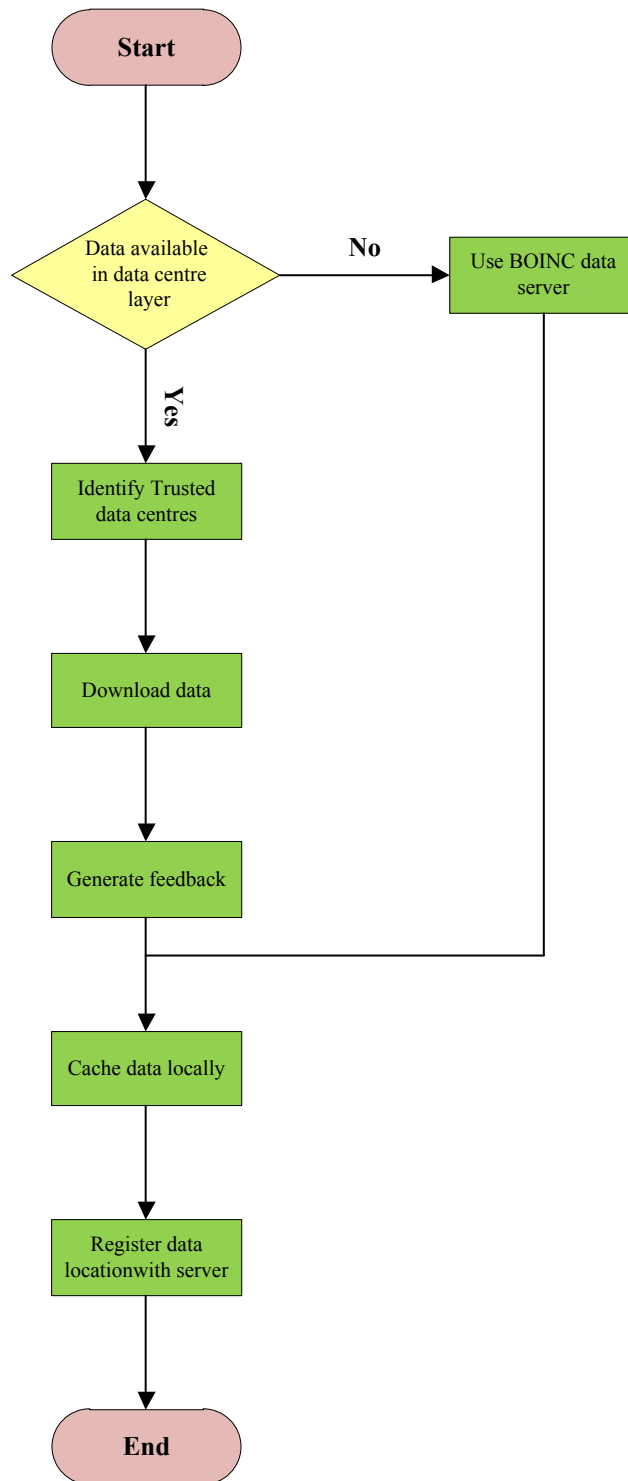 Start
Data available
in data centre
layer
No
Use BOINC data
server
Yes
Identify Trusted
data centres
Download data
Generate feedback
Cache data locally
Register data
locationwith server
End